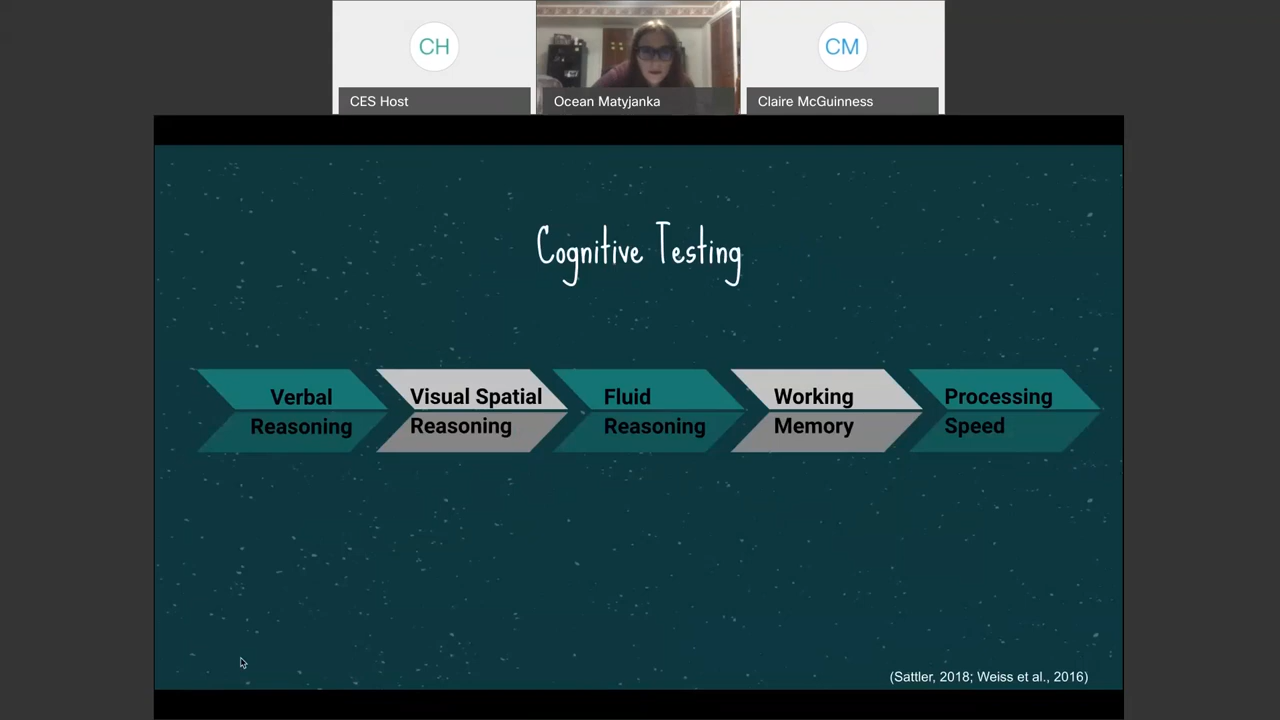 CH
CM
CES Host
Ocean Matyjanka
Claire McGuinness
Cognitive Testing
Verbal
Reasoning
Visual Spatial
Reasoning
Fluid
Reasoning
Working
Memory
Processing
Speed
(Sattler, 2018; Weiss et al., 2016)